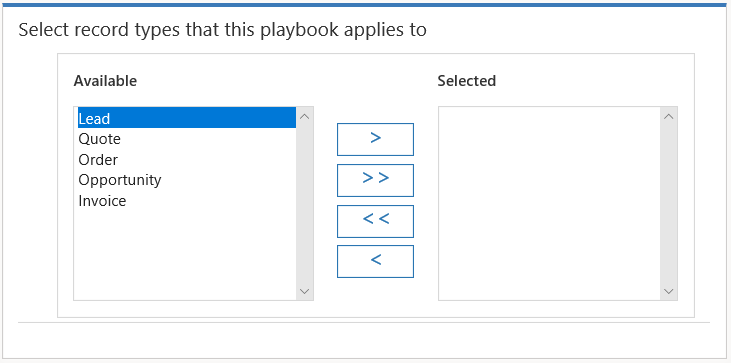 Select record types that this playbook applies to
Available
Selected
Lead
Quote
Order
Opportunity
Invoice
>
>>
<<
<